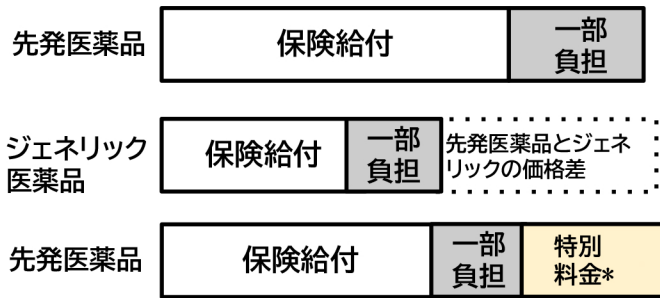 先発医薬品
保険給付
一部
負担
ジェネリック
医薬品
保険給付
一部
負担
先発医薬品とジェネ
リックの価格差
先発医薬品
保険給付
一部
負担
特別
料金*